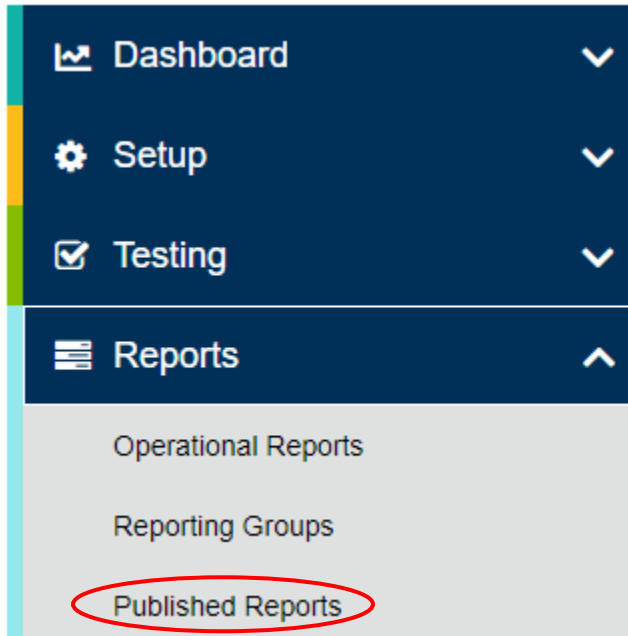 Dashboard
Setup
Testing
Reports
Operational Reports
Reporting Groups
Published Reports